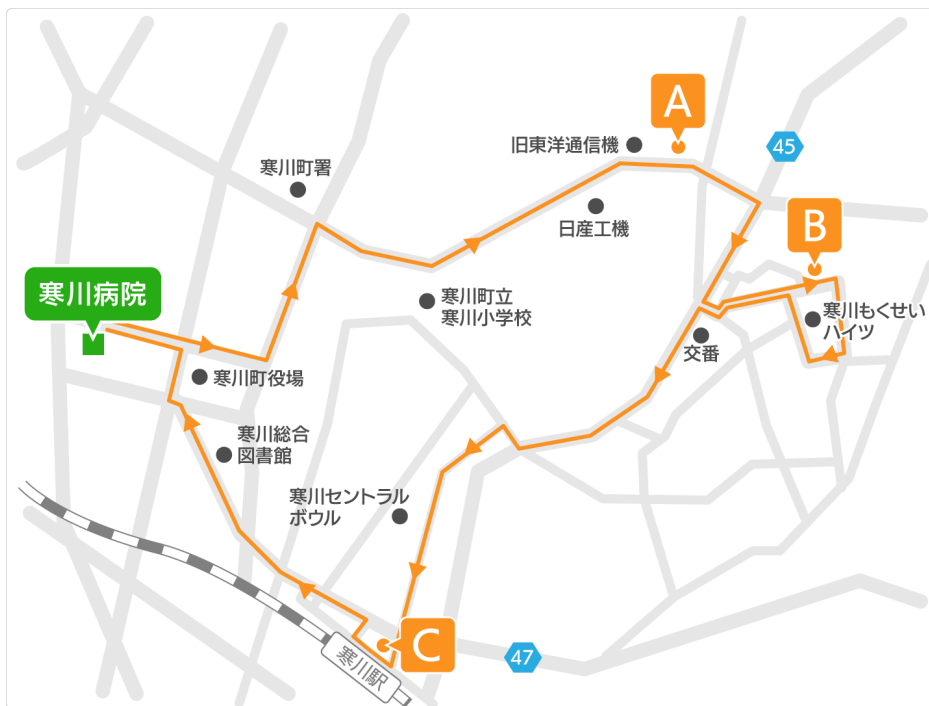 A
旧東洋通信機
45
寒川町署
日産工機
B
寒川病院
寒川町立
寒川小学校
寒川もくせい
ハイツ
交番
寒川町役場
寒川総合
図書館
寒川セントラル
ボウル
C
47
寒川駅